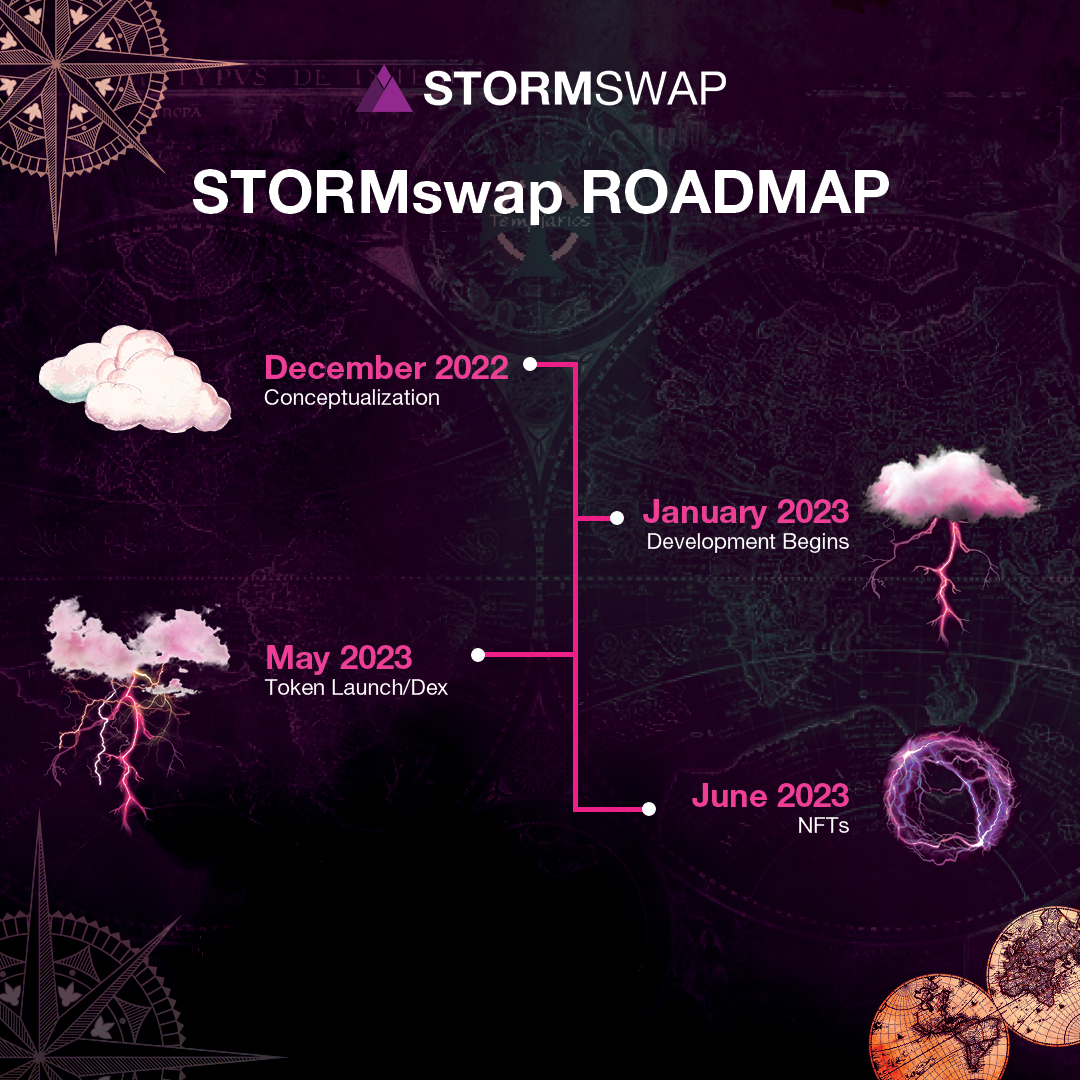 STORMSWAP
STORMswap ROADMAP
December 2022
Conceptualization
January 2023
Development Begins
May 2023
Token Launch/Dex
June 2023
NFTs